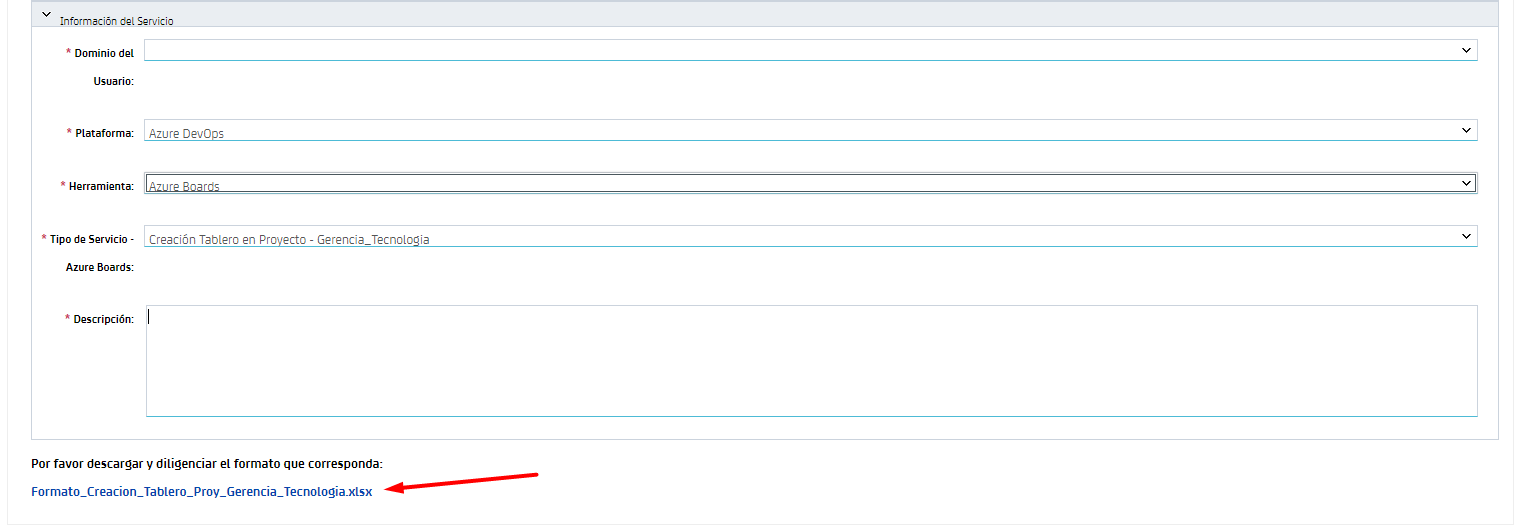 Información del Servicio
* Dominio del
Usuario:
* Plataforma: Azure DevOps
* Herramienta: Azure Boards
* Tipo de Servicio - Creación Tablero en Proyecto - Gerencia_Tecnologia
Azure Boards:
* Descripción:
Por favor descargar y diligenciar el formato que corresponda:
Formato_Creacion_Tablero_Proy_Gerencia_Tecnologia.xlsx